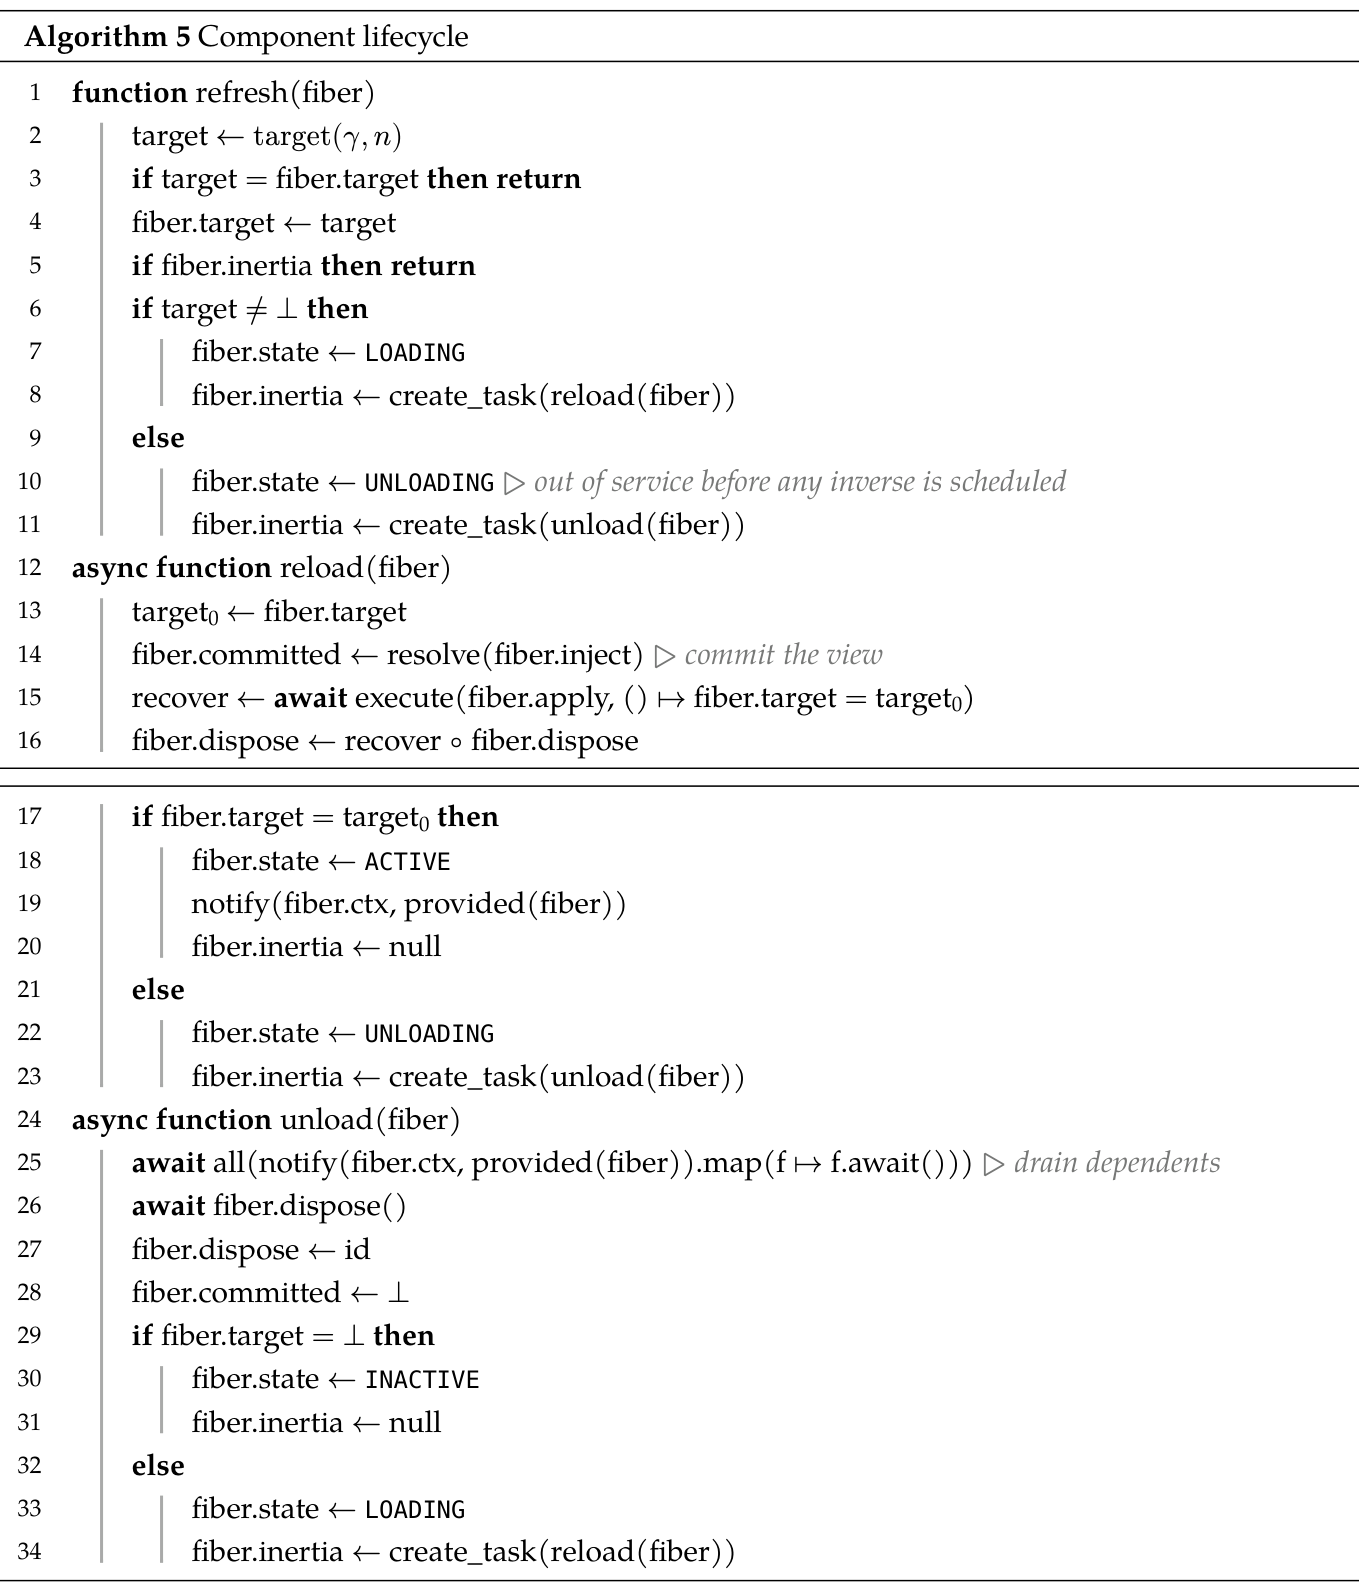 Algorithm 5 Component lifecycle
1 function refresh(fiber)
2 target ← target(γ, n)
3 if target = fiber.target then return
4 fiber.target ← target
5 if fiber.inertia then return
6 if target ≠ ⊥ then
7 fiber.state ← LOADING
8 fiber.inertia ← create_task(reload(fiber))
9 else
10 fiber.state ← UNLOADING ▷ out of service before any inverse is scheduled
11 fiber.inertia ← create_task(unload(fiber))
12 async function reload(fiber)
13 target₀ ← fiber.target
14 fiber.committed ← resolve(fiber.inject) ▷ commit the view
15 recover ← await execute(fiber.apply, () ↦ fiber.target = target₀)
16 fiber.dispose ← recover ∘ fiber.dispose
17 if fiber.target = target₀ then
18 fiber.state ← ACTIVE
19 notify(fiber.ctx, provided(fiber))
20 fiber.inertia ← null
21 else
22 fiber.state ← UNLOADING
23 fiber.inertia ← create_task(unload(fiber))
24 async function unload(fiber)
25 await all(notify(fiber.ctx, provided(fiber)).map(f ↦ f.await())) ▷ drain dependents
26 await fiber.dispose()
27 fiber.dispose ← id
28 fiber.committed ← ⊥
29 if fiber.target = ⊥ then
30 fiber.state ← INACTIVE
31 fiber.inertia ← null
32 else
33 fiber.state ← LOADING
34 fiber.inertia ← create_task(reload(fiber))